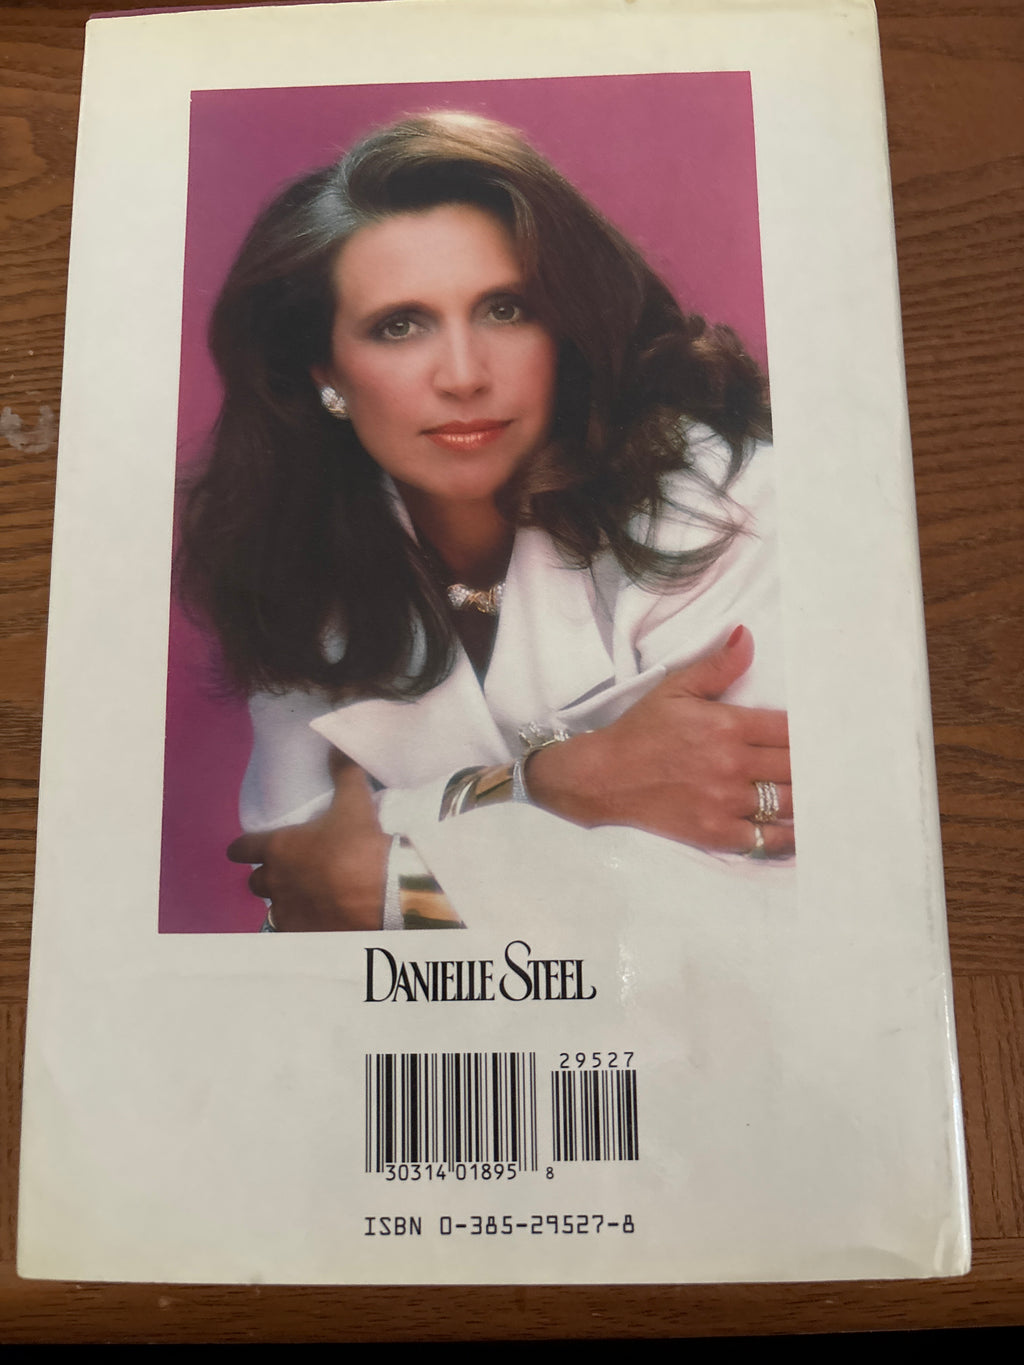 DANIELLE STEEL
29527
30314 01895 8
ISBN 0-385-29527-8